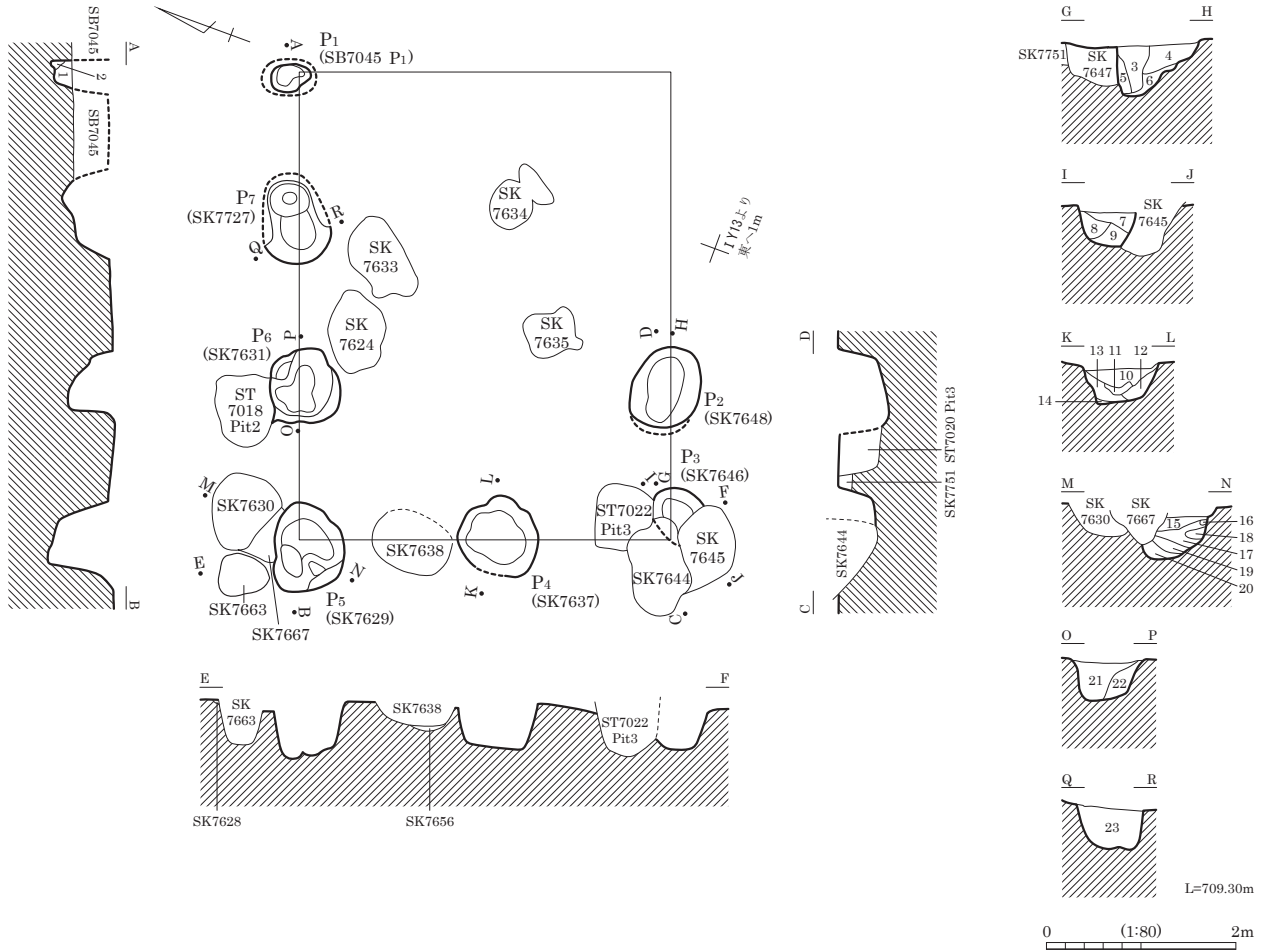 SB7045
A
1
2
SB7045
B
A
P1
(SB7045 P1)
P7
(SK7727)
R
Q
SK
7633
SK
7634
I Y13より
東へ1m
P6
(SK7631)
P
SK
7624
SK
7635
D
H
ST
7018
Pit2
O
P2
(SK7648)
M
SK7630
L
I
G
P3
(SK7646)
F
ST7022
Pit3
SK
7645
SK7638
E
N
SK7644
J
SK7663
SK7667
B
P5
(SK7629)
K
P4
(SK7637)
C
D
ST7020 Pit3
SK7751
SK7644
C
E
F
SK
7663
SK7638
ST7022
Pit3
SK7628
SK7656
G
H
SK7751
SK
7647
3
4
5
6
I
J
SK
7645
7
8
9
K
L
13
11
12
10
14
M
N
SK
7630
SK
7667
15
16
18
17
19
20
O
P
21
22
Q
R
23
L=709.30m
0
(1:80)
2m